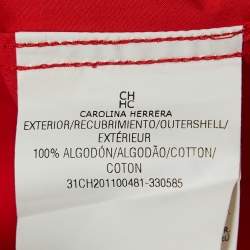 CH
HC
CAROLINA HERRERA
EXTERIOR/RECUBRIMIENTO/OUTERSHELL/
EXTÉRIEUR
100% ALGODÓN/ALGODÃO/COTTON/
COTON
31CH201100481-330585